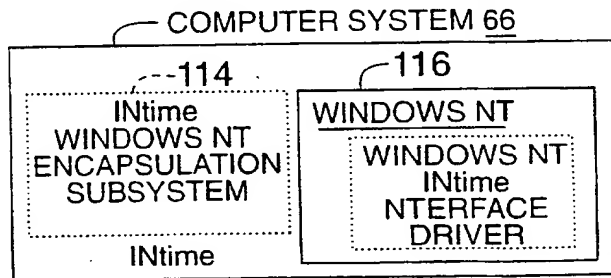 COMPUTER SYSTEM 66
114
116
INtime
WINDOWS NT
ENCAPSULATION
SUBSYSTEM
INtime
WINDOWS NT
WINDOWS NT
INtime
NTERFACE
DRIVER